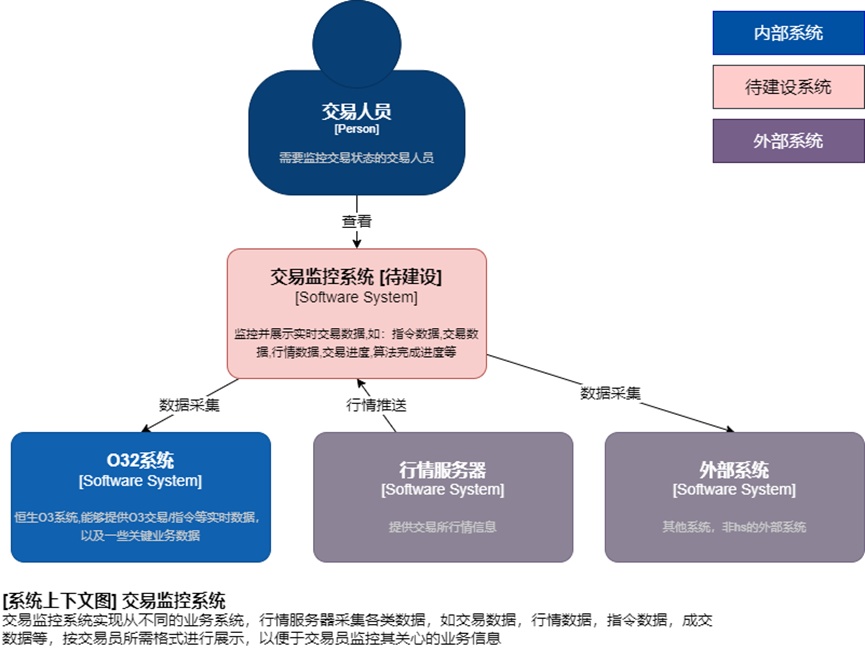 内部系统
待建设系统
外部系统
交易人员
[Person]
需要监控交易状态的交易人员
查看
交易监控系统 [待建设]
[Software System]
监控并展示实时交易数据,如：指令数据,交易数
据,行情数据,交易进度,算法完成进度等
数据采集
行情推送
数据采集
O32系统
[Software System]
恒生O3系统,能够提供O3交易/指令等实时数据，
以及一些关键业务数据
行情服务器
[Software System]
提供交易所行情信息
外部系统
[Software System]
其他系统，非hs的外部系统
[系统上下文图] 交易监控系统
交易监控系统实现从不同的业务系统，行情服务器采集各类数据，如交易数据，行情数据，指令数据，成交
数据等，按交易员所需格式进行展示，以便于交易员监控其关心的业务信息